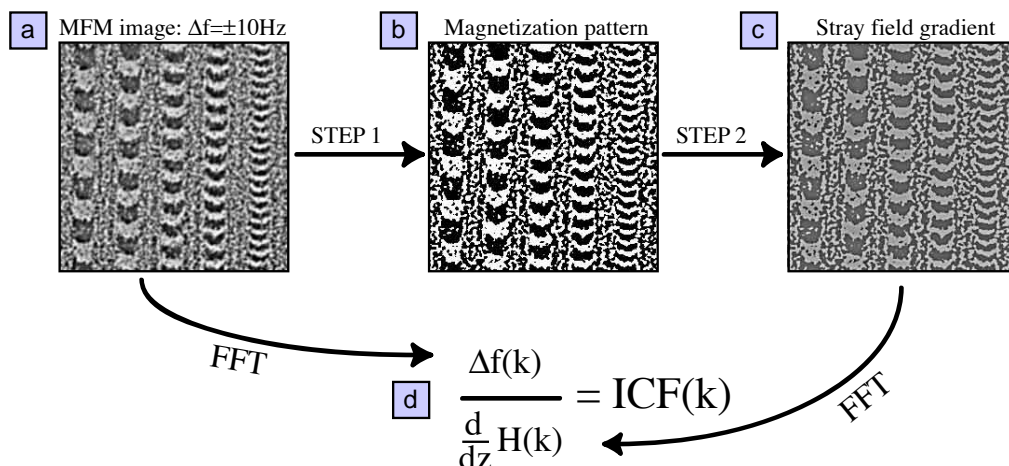 a MFM image: Δf=±10Hz
b Magnetization pattern
c Stray field gradient
STEP 1
STEP 2
FFT
FFT
d
Δf(k)
= ICF(k)
d
dz H(k)